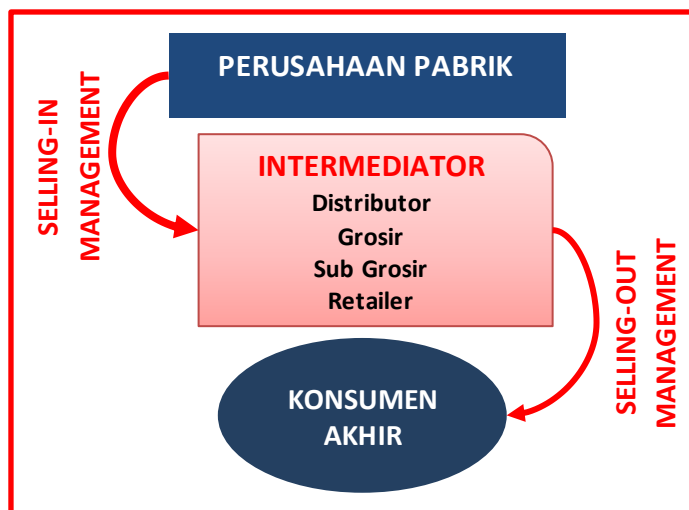 PERUSAHAAN PABRIK
SELLING-IN
MANAGEMENT
INTERMEDIATOR
Distributor
Grosir
Sub Grosir
Retailer
SELLING-OUT
MANAGEMENT
KONSUMEN
AKHIR